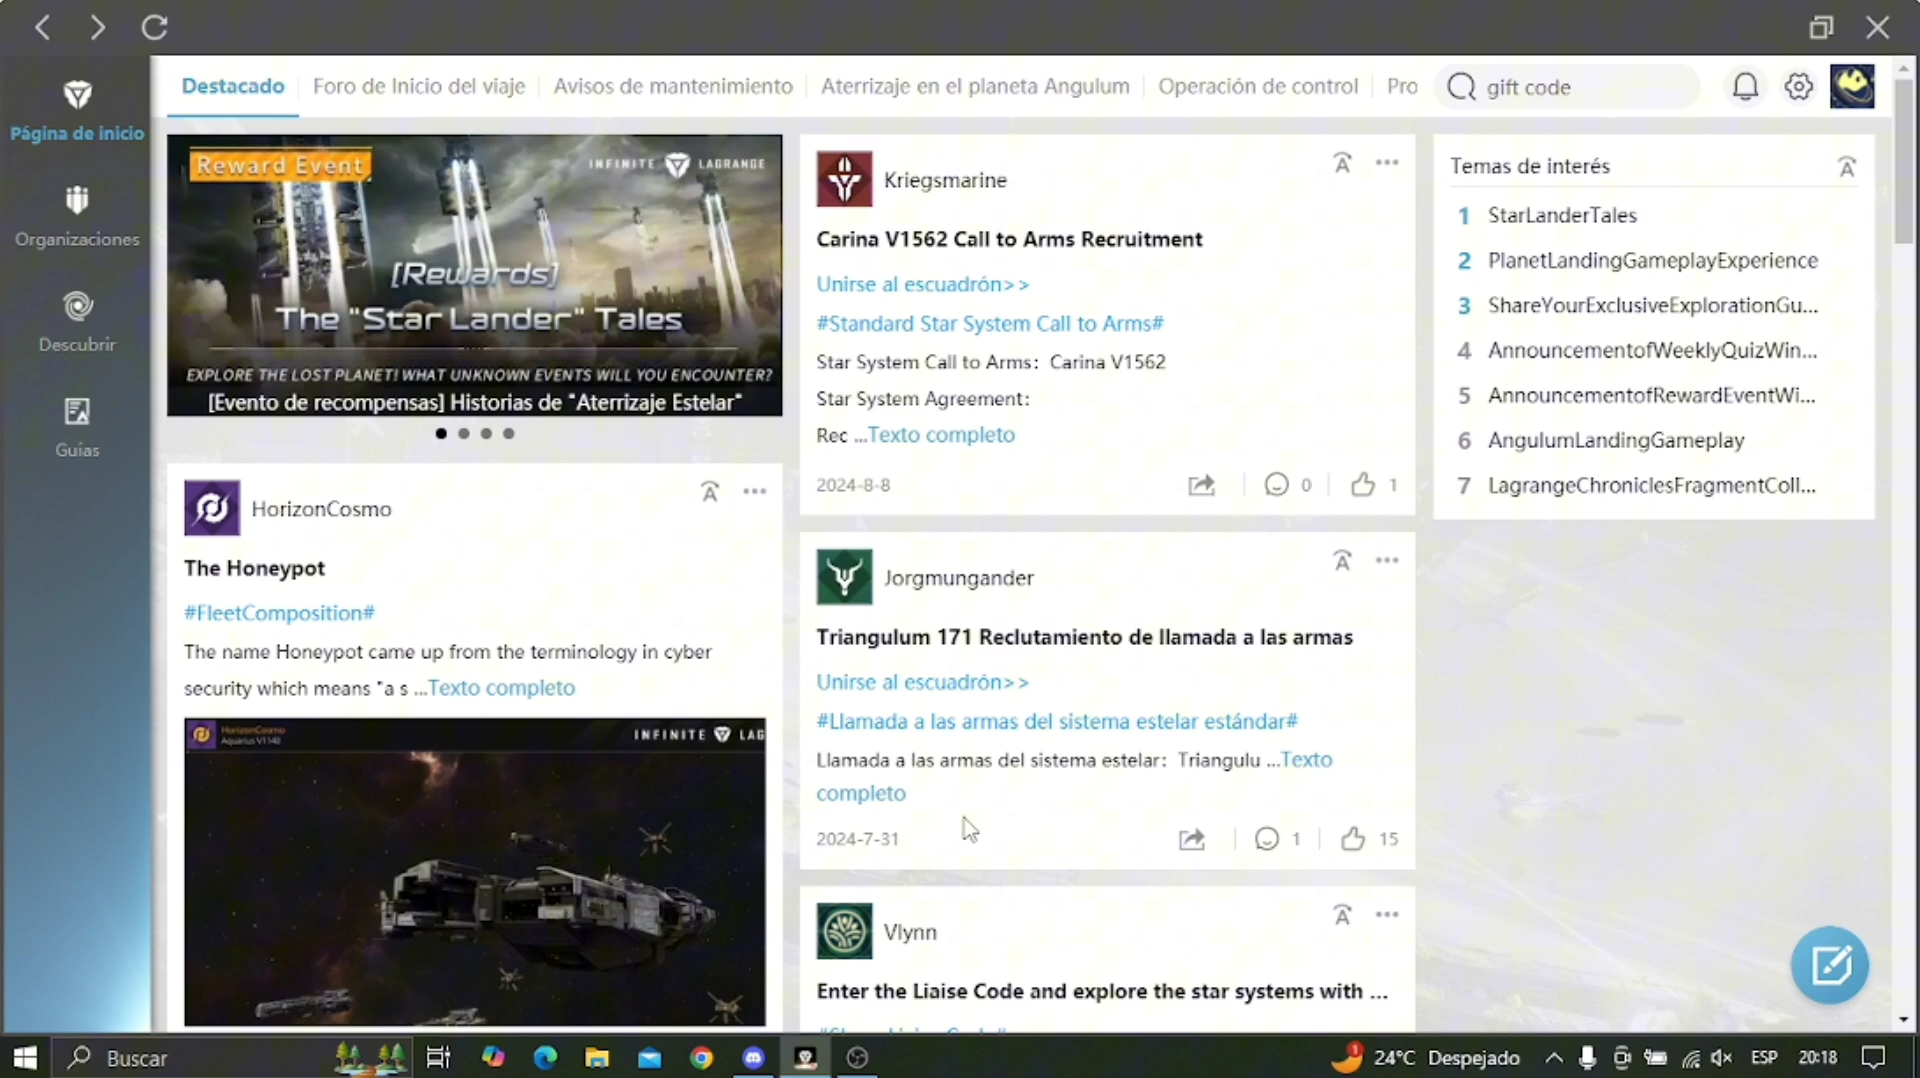 Destacado
Foro de Inicio del viaje
Avisos de mantenimiento
Aterrizaje en el planeta Angulum
Operación de control
Pro
gift code
Página de inicio
Organizaciones
Descubrir
Guías
Reward Event
INFINITE LAGRANGE
[Rewards]
The "Star Lander" Tales
EXPLORE THE LOST PLANET! WHAT UNKNOWN EVENTS WILL YOU ENCOUNTER?
[Evento de recompensas] Historias de "Aterrizaje Estelar"
HorizonCosmo
The Honeypot
#FleetComposition#
The name Honeypot came up from the terminology in cyber
security which means "a s ...Texto completo
HorizonCosmo
Aquarius V1140
INFINITE LAG
Kriegsmarine
Carina V1562 Call to Arms Recruitment
Unirse al escuadrón>>
#Standard Star System Call to Arms#
Star System Call to Arms: Carina V1562
Star System Agreement:
Rec ...Texto completo
2024-8-8
0
1
Jorgmungander
Triangulum 171 Reclutamiento de llamada a las armas
Unirse al escuadrón>>
#Llamada a las armas del sistema estelar estándar#
Llamada a las armas del sistema estelar: Triangulu ...Texto
completo
2024-7-31
1
15
Vlynn
Enter the Liaise Code and explore the star systems with ...
Temas de interés
1 StarLanderTales
2 PlanetLandingGameplayExperience
3 ShareYourExclusiveExplorationGu...
4 AnnouncementofWeeklyQuizWin...
5 AnnouncementofRewardEventWi...
6 AngulumLandingGameplay
7 LagrangeChroniclesFragmentColl...
Buscar
1
24°C Despejado
ESP
20:18